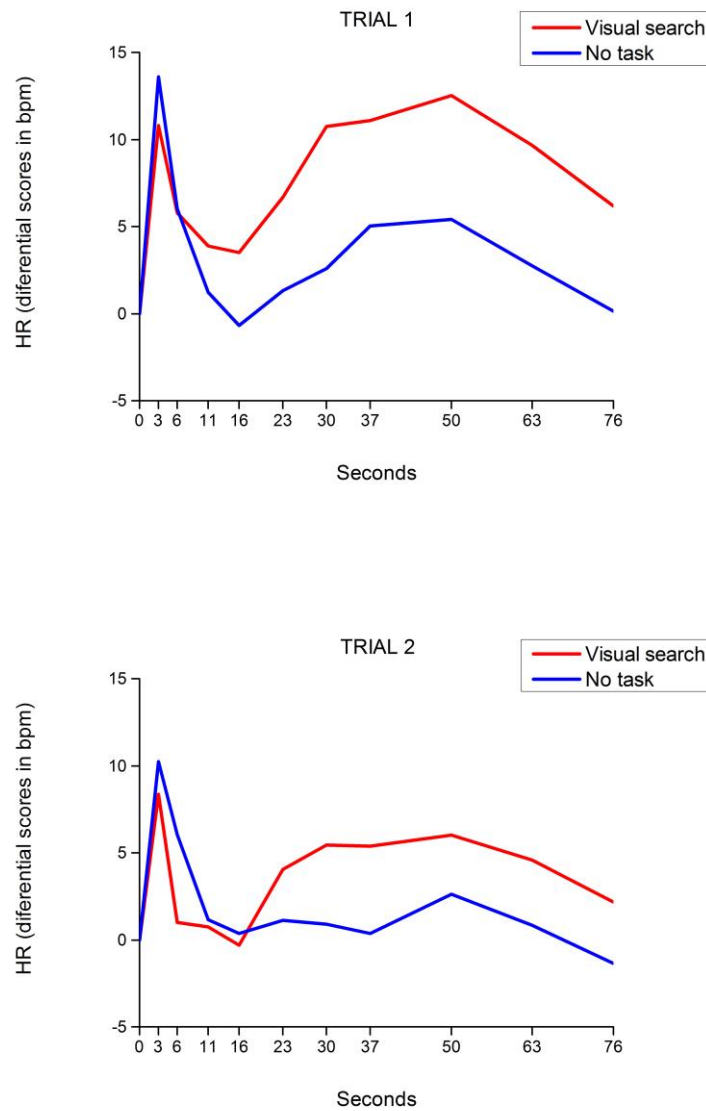 TRIAL 1
Visual search
No task
HR (diferential scores in bpm)
15
10
5
0
-5
0 3 6 11 16 23 30 37 50 63 76
Seconds
TRIAL 2
Visual search
No task
HR (diferential scores in bpm)
15
10
5
0
-5
0 3 6 11 16 23 30 37 50 63 76
Seconds